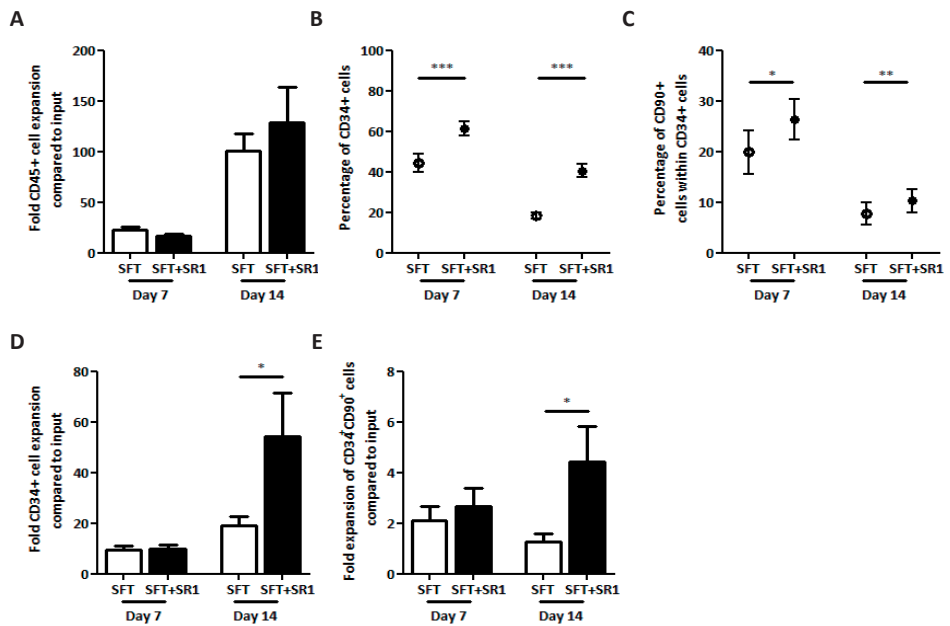 A
Fold CD45+ cell expansion
compared to input
200
150
100
50
0
SFT SFT+SR1 SFT SFT+SR1
Day 7 Day 14
B
Percentage of CD34+ cells
100
80
60
40
20
0
*** ***
SFT SFT+SR1 SFT SFT+SR1
Day 7 Day 14
C
Percentage of CD90+
cells within CD34+ cells
40
30
20
10
0
* **
SFT SFT+SR1 SFT SFT+SR1
Day 7 Day 14
D
Fold CD34+ cell expansion
compared to input
80
60
40
20
0
*
SFT SFT+SR1 SFT SFT+SR1
Day 7 Day 14
E
Fold expansion of CD34⁺CD90⁺ cells
compared to input
8
6
4
2
0
*
SFT SFT+SR1 SFT SFT+SR1
Day 7 Day 14